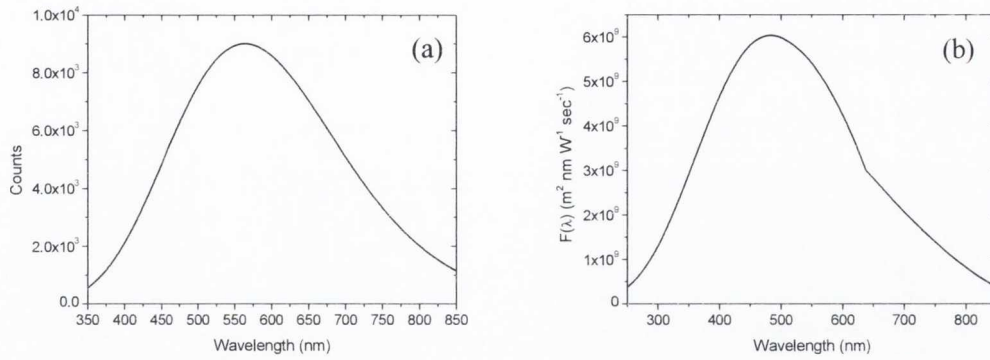 (a)
Counts
1.0x10⁴
8.0x10³
6.0x10³
4.0x10³
2.0x10³
0.0
350 400 450 500 550 600 650 700 750 800 850
Wavelength (nm)
(b)
F(λ) (m² nm W⁻¹ sec⁻¹)
6x10⁹
5x10⁹
4x10⁹
3x10⁹
2x10⁹
1x10⁹
0
300 400 500 600 700 800
Wavelength (nm)